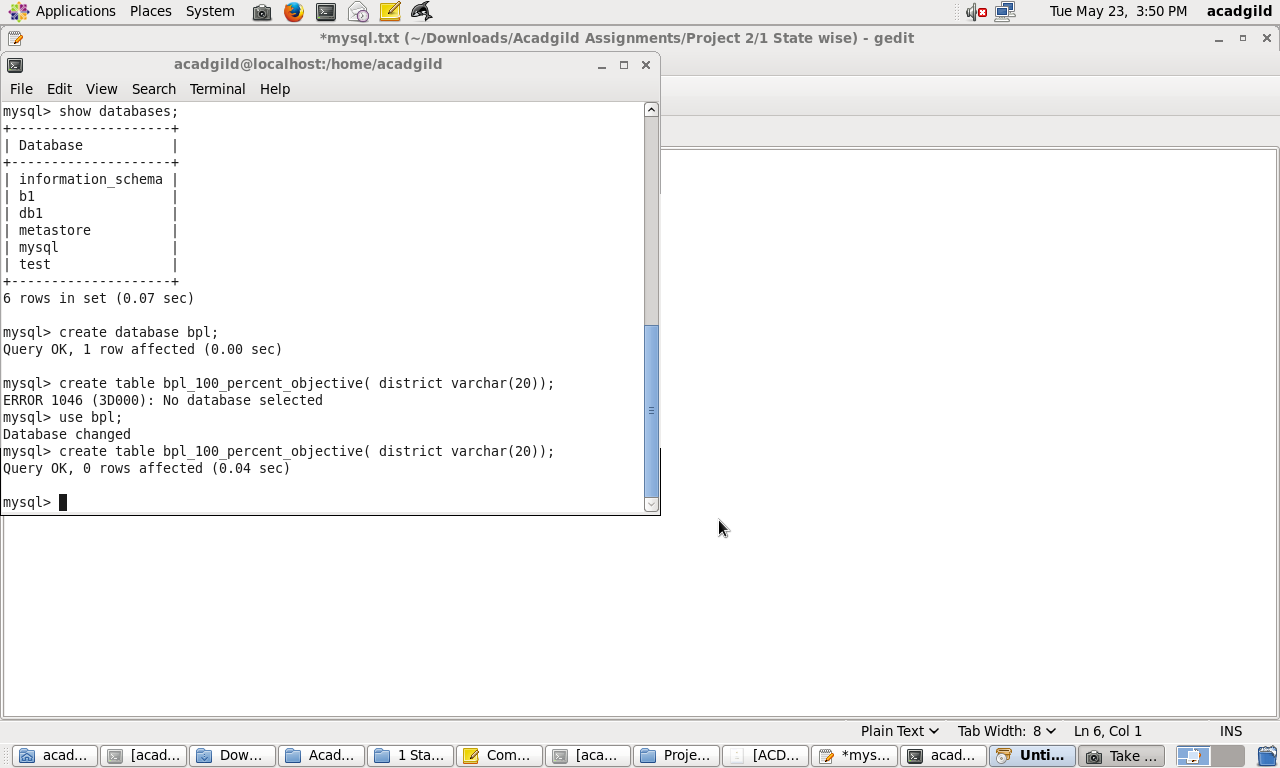 Applications Places System Tue May 23, 3:50 PM acadgild
*mysql.txt (~/Downloads/Acadgild Assignments/Project 2/1 State wise) - gedit
acadgild@localhost:/home/acadgild
File Edit View Search Terminal Help
mysql> show databases;
+--------------------+
| Database           |
+--------------------+
| information_schema |
| b1                 |
| db1                |
| metastore          |
| mysql              |
| test               |
+--------------------+
6 rows in set (0.07 sec)
mysql> create database bpl;
Query OK, 1 row affected (0.00 sec)
mysql> create table bpl_100_percent_objective( district varchar(20));
ERROR 1046 (3D000): No database selected
mysql> use bpl;
Database changed
mysql> create table bpl_100_percent_objective( district varchar(20));
Query OK, 0 rows affected (0.04 sec)
mysql>
Plain Text Tab Width: 8 Ln 6, Col 1 INS
acad... [acad... Dow... Acad... 1 Sta... Com... [aca... Proje... [ACD... *mys... acad... Unti... Take ...